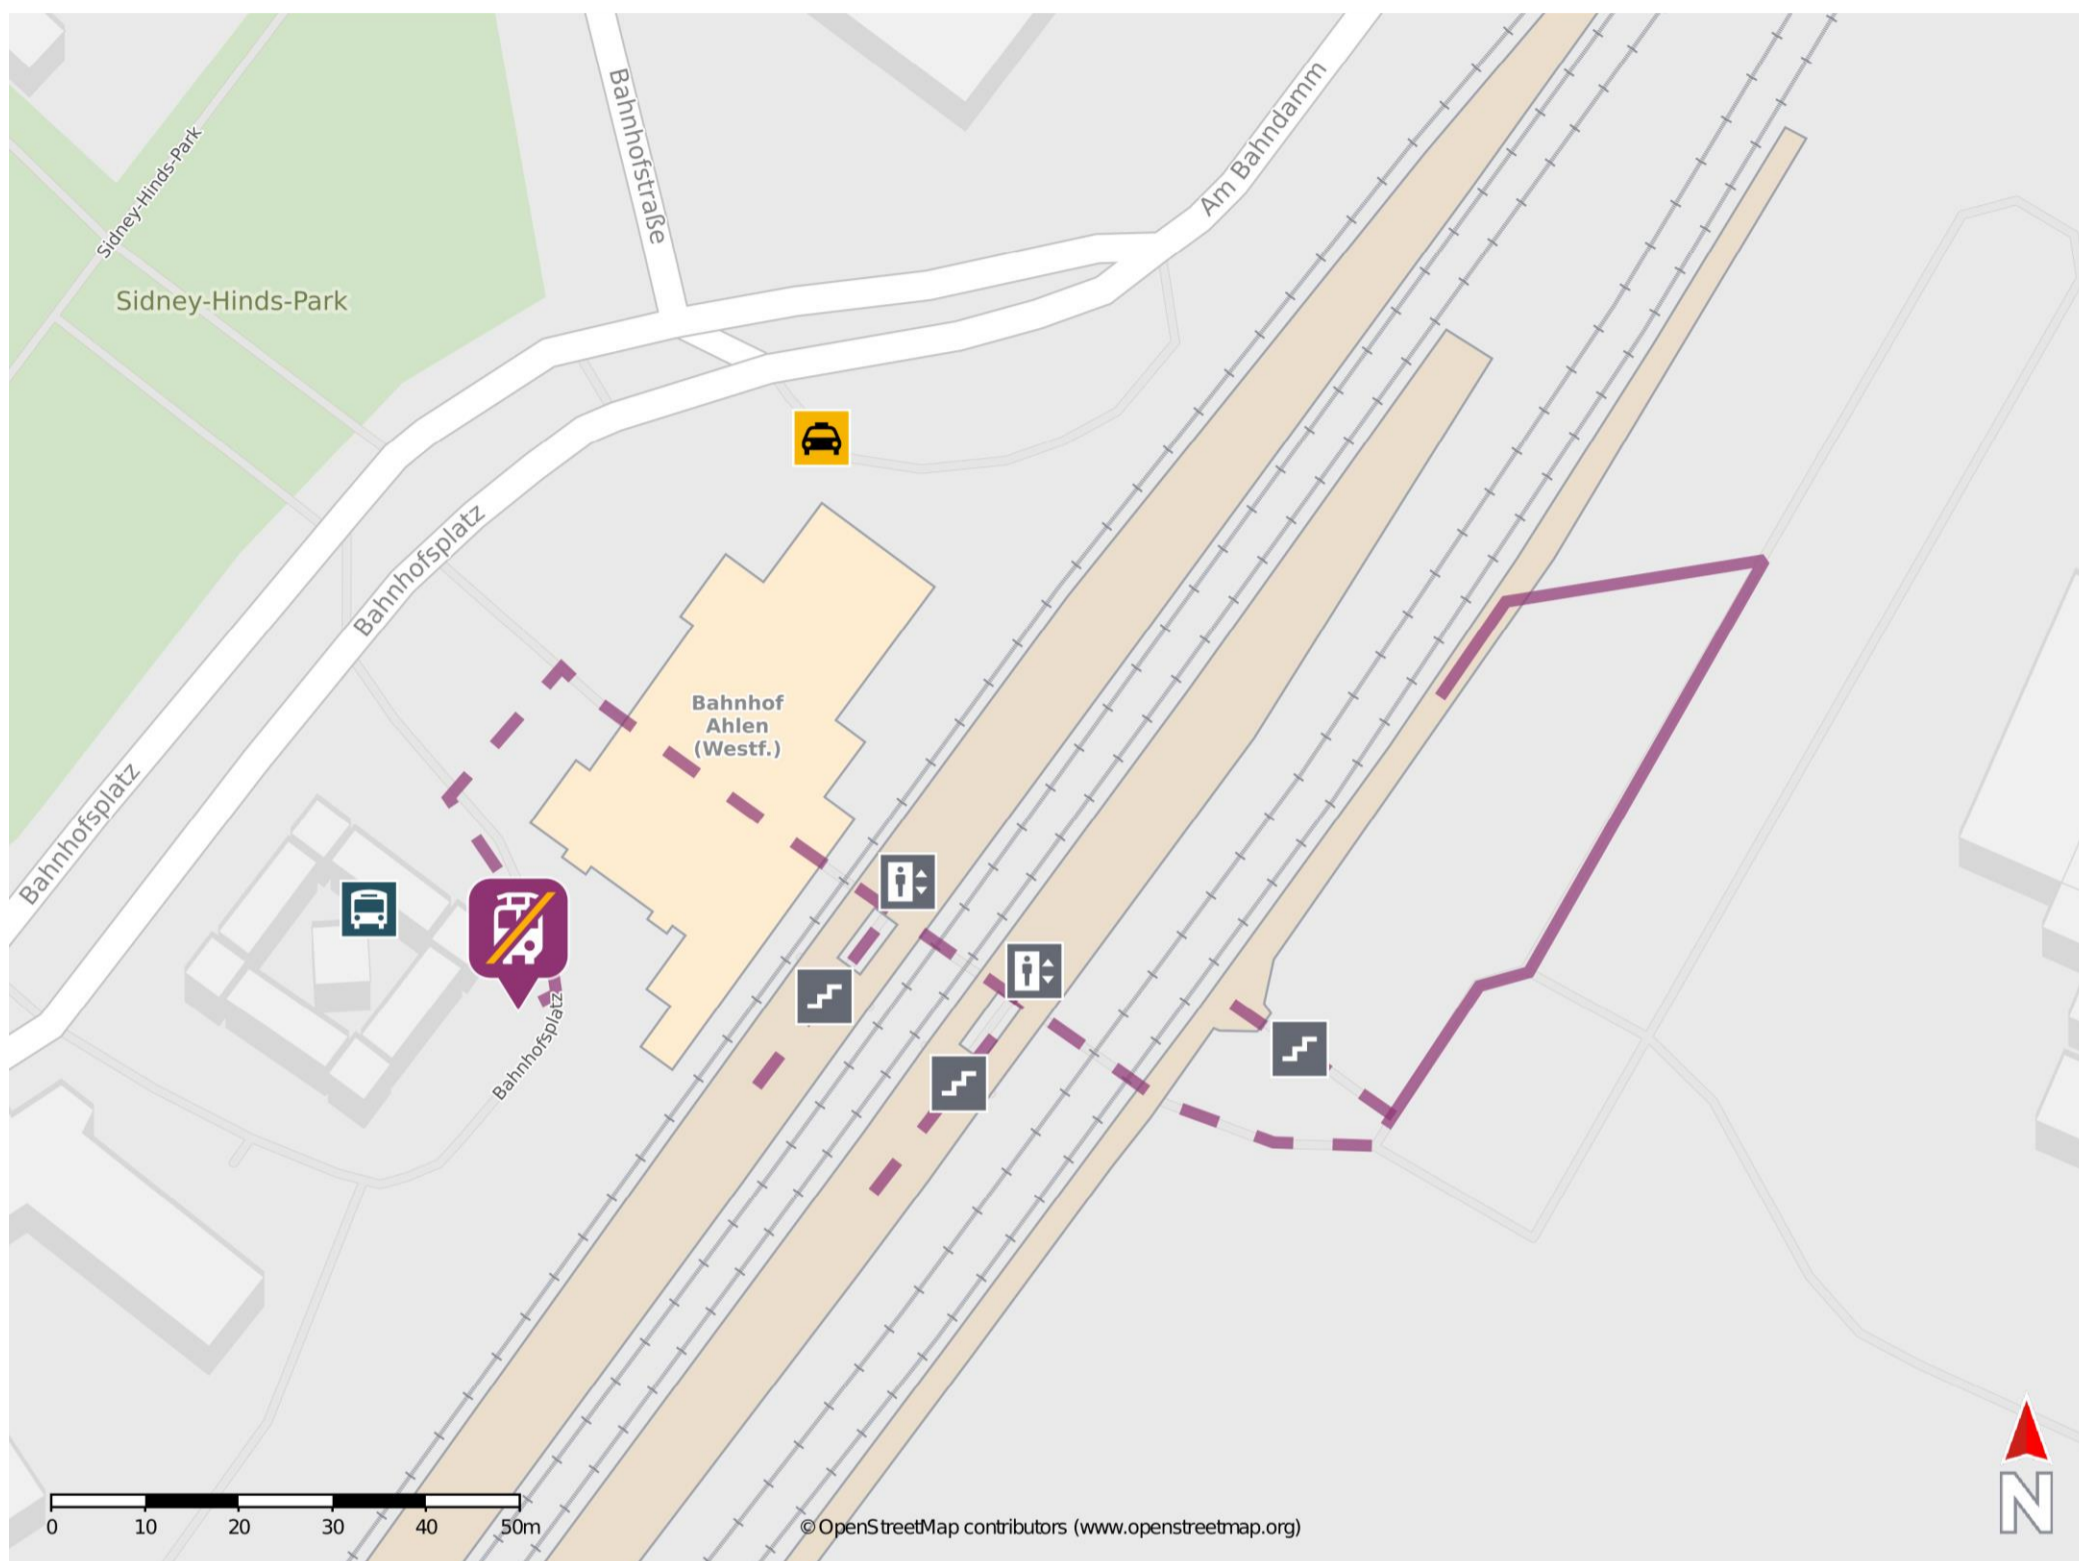 Bahnhofstraße
Am Bahndamm
Sidney-Hinds-Park
Sidney-Hinds-Park
Bahnhofsplatz
Bahnhof
Ahlen
(Westf.)
Bahnhofsplatz
Bahnhofsplatz
0 10 20 30 40 50m
© OpenStreetMap contributors (www.openstreetmap.org)
N